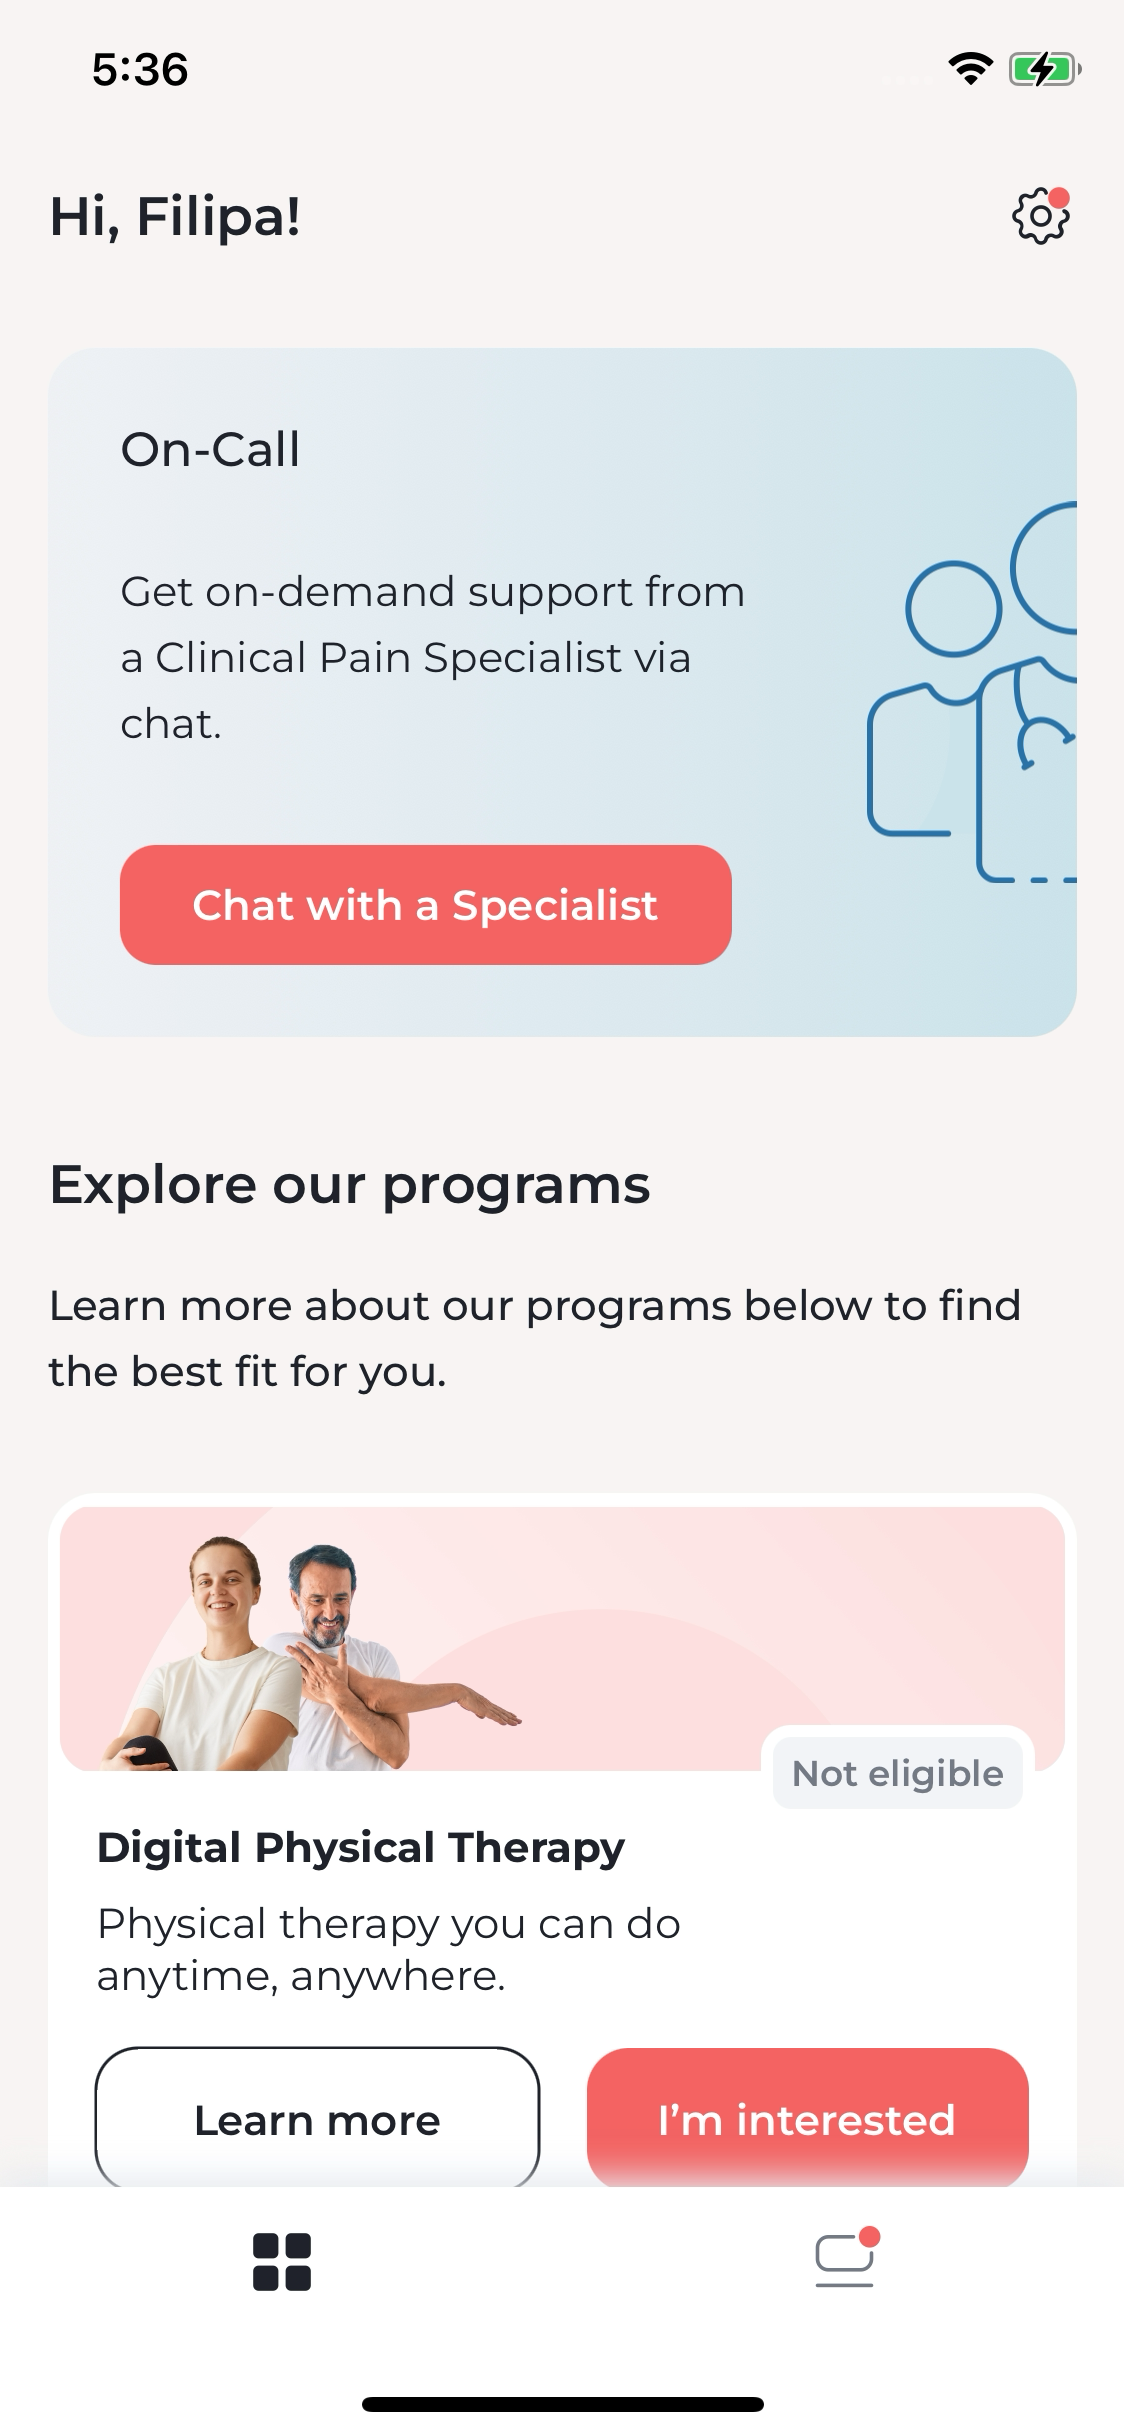 5:36
Hi, Filipa!
On-Call
Get on-demand support from
a Clinical Pain Specialist via
chat.
Chat with a Specialist
Explore our programs
Learn more about our programs below to find
the best fit for you.
Not eligible
Digital Physical Therapy
Physical therapy you can do
anytime, anywhere.
Learn more
I’m interested